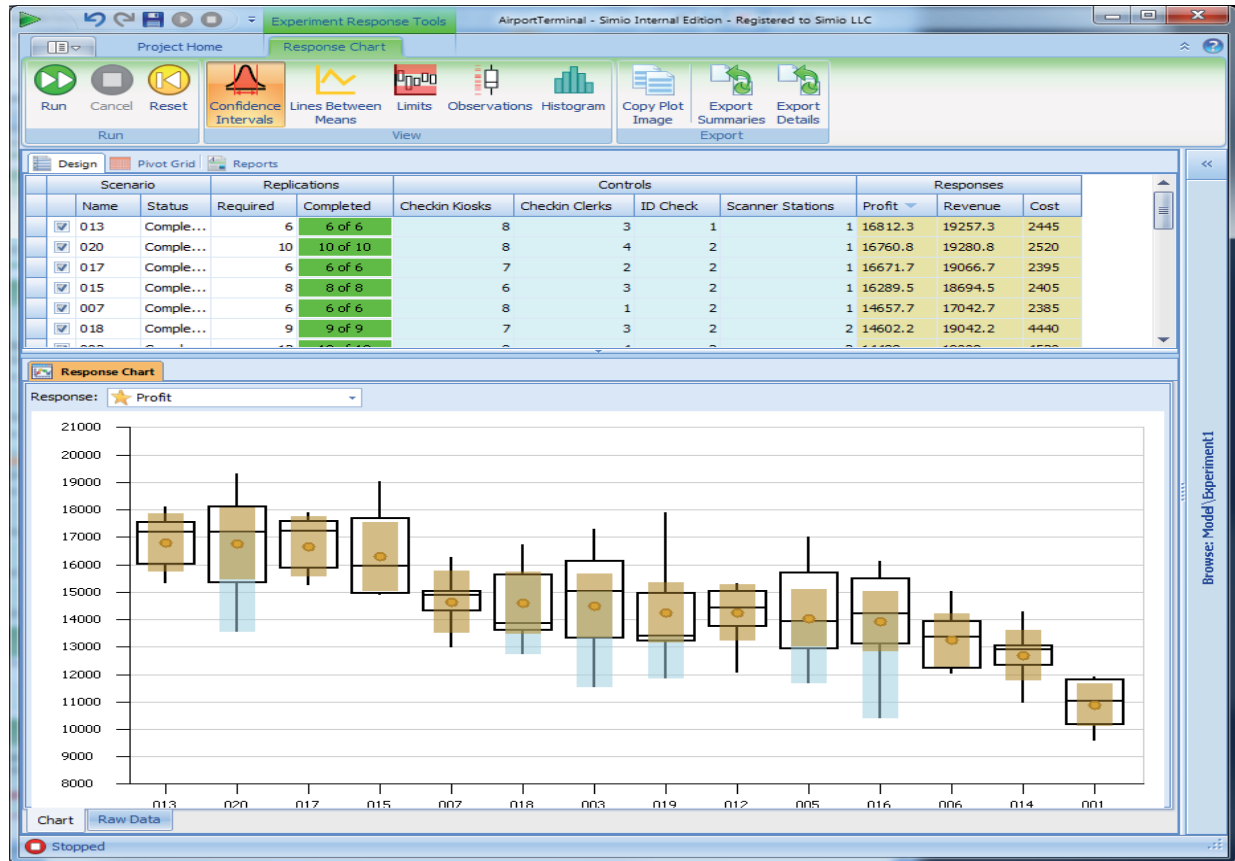 Experiment Response Tools
AirportTerminal - Simio Internal Edition - Registered to Simio LLC
Project Home
Response Chart
Run
Cancel
Reset
Confidence Intervals
Lines Between Means
Limits
Observations
Histogram
Copy Plot Image
Export Summaries
Export Details
Run
View
Export
Design
Pivot Grid
Reports
Scenario Replications Controls Responses
Name Status Required Completed Checkin Kiosks Checkin Clerks ID Check Scanner Stations Profit Revenue Cost
013 Comple... 6 6 of 6 8 3 1 1 16812.3 19257.3 2445
020 Comple... 10 10 of 10 8 4 2 1 16760.8 19280.8 2520
017 Comple... 6 6 of 6 7 2 2 1 16671.7 19066.7 2395
015 Comple... 8 8 of 8 6 3 2 1 16289.5 18694.5 2405
007 Comple... 6 6 of 6 8 1 2 1 14657.7 17042.7 2385
018 Comple... 9 9 of 9 7 3 2 2 14602.2 19042.2 4440
Response Chart
Response: Profit
21000
20000
19000
18000
17000
16000
15000
14000
13000
12000
11000
10000
9000
8000
013 020 017 015 007 018 003 019 012 005 016 006 014 001
Browse: Model\Experiment1
Chart
Raw Data
Stopped